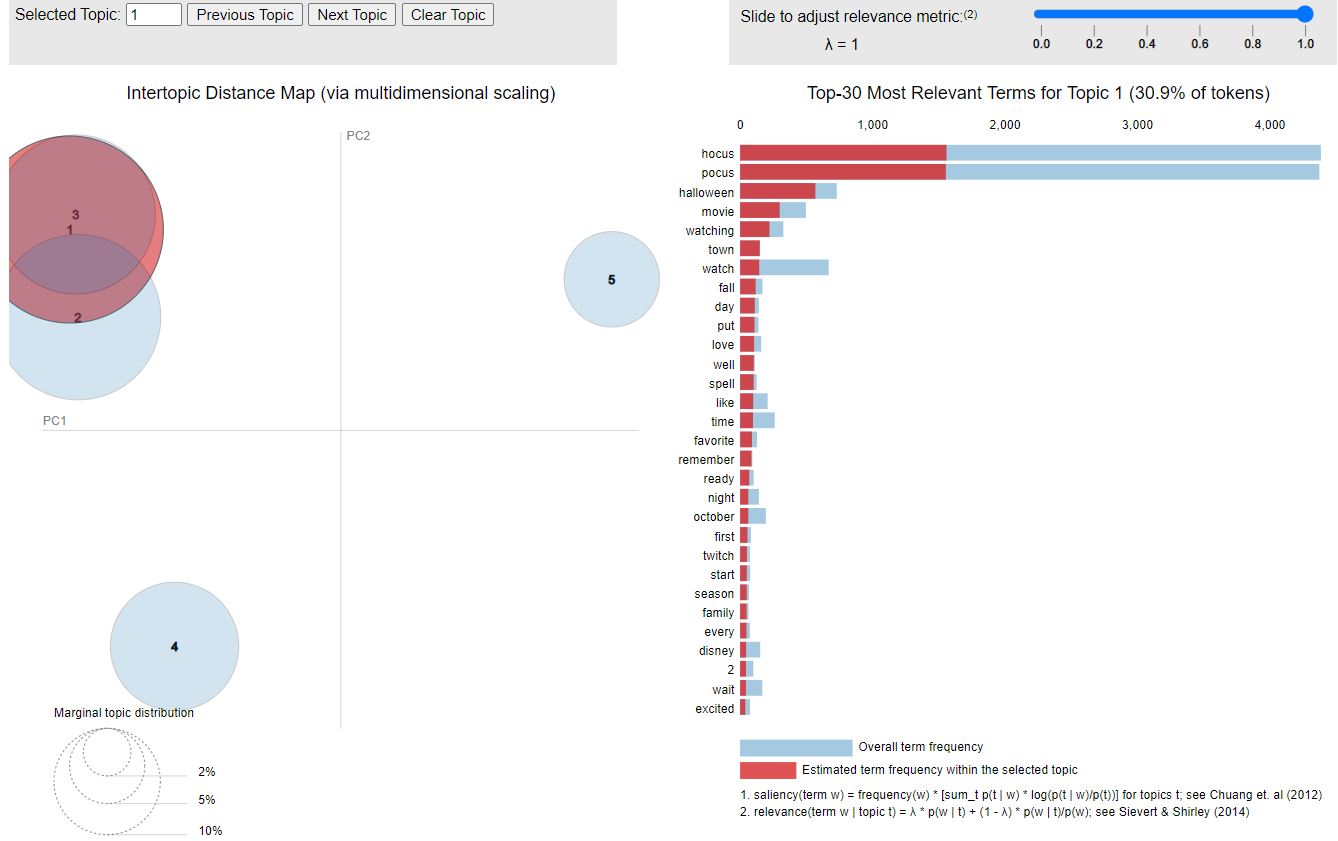 Selected Topic: 1 Previous Topic Next Topic Clear Topic
Slide to adjust relevance metric:(2)
λ = 1
0.0 0.2 0.4 0.6 0.8 1.0
Intertopic Distance Map (via multidimensional scaling)
PC2
3
1
2
5
PC1
4
Marginal topic distribution
2%
5%
10%
Top-30 Most Relevant Terms for Topic 1 (30.9% of tokens)
0 1,000 2,000 3,000 4,000
hocus
pocus
halloween
movie
watching
town
watch
fall
day
put
love
well
spell
like
time
favorite
remember
ready
night
october
first
twitch
start
season
family
every
disney
2
wait
excited
Overall term frequency
Estimated term frequency within the selected topic
1. saliency(term w) = frequency(w) * [sum_t p(t | w) * log(p(t | w)/p(t))] for topics t; see Chuang et. al (2012)
2. relevance(term w | topic t) = λ * p(w | t) + (1 - λ) * p(w | t)/p(w); see Sievert & Shirley (2014)